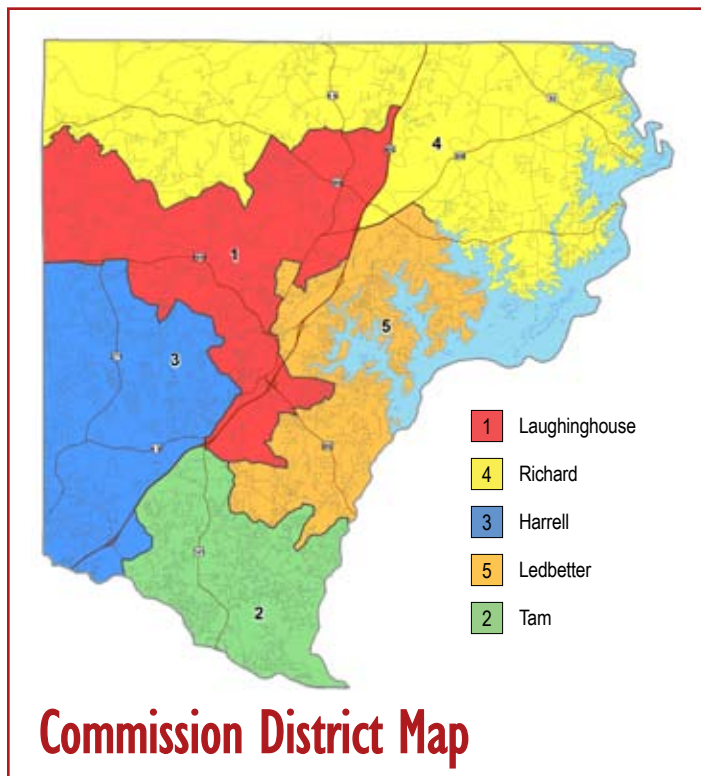 4
1
5
3
2
1 Laughinghouse
4 Richard
3 Harrell
5 Ledbetter
2 Tam
Commission District Map